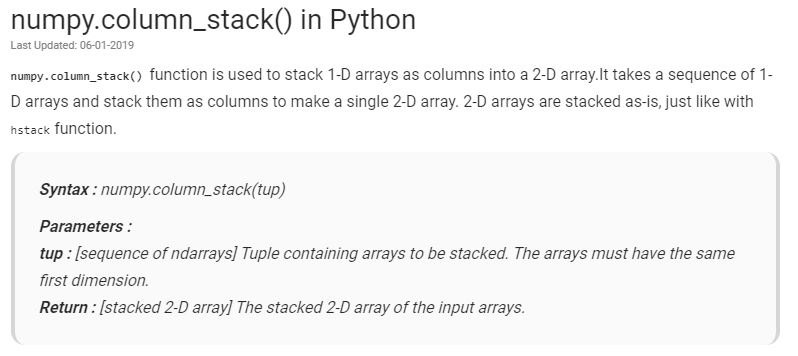 numpy.column_stack() in Python
Last Updated: 06-01-2019
numpy.column_stack() function is used to stack 1-D arrays as columns into a 2-D array.It takes a sequence of 1-
D arrays and stack them as columns to make a single 2-D array. 2-D arrays are stacked as-is, just like with
hstack function.
Syntax : numpy.column_stack(tup)
Parameters :
tup : [sequence of ndarrays] Tuple containing arrays to be stacked. The arrays must have the same
first dimension.
Return : [stacked 2-D array] The stacked 2-D array of the input arrays.